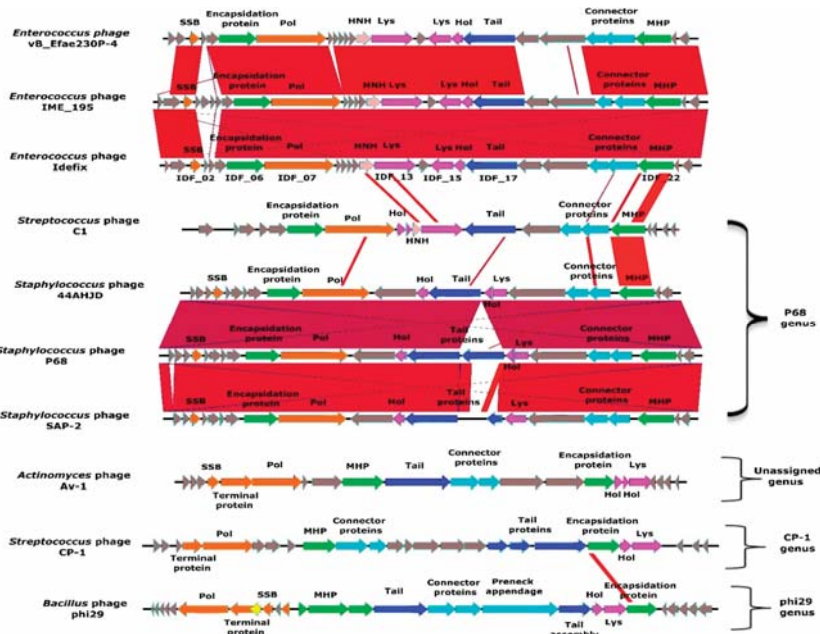 SSB Encapsidation protein Pol HNH Lys Lys Hol Tail Connector proteins MHP
Enterococcus phage
vB_Efae230P-4
SSB Encapsidation protein Pol HNH Lys Lys Hol Tail Connector proteins MHP
Enterococcus phage
IME_195
SSB Encapsidation protein Pol HNH Lys Lys Hol Tail Connector proteins MHP
Enterococcus phage
Idefix
IDF_02 IDF_06 IDF_07 IDF_13 IDF_15 IDF_17 IDF_22
Encapsidation protein Pol Hol Tail Connector proteins MHP
Streptococcus phage
C1
HNH
SSB Encapsidation protein Pol Hol Tail Lys Connector proteins MHP
Staphylococcus phage
44AHJD
Hol
P68
genus
SSB Encapsidation protein Pol Hol Tail proteins Lys Connector proteins MHP
Staphylococcus phage
P68
Hol
SSB Encapsidation protein Pol Hol Tail proteins Lys Connector proteins MHP
Staphylococcus phage
SAP-2
SSB Pol MHP Tail Connector proteins Encapsidation protein Lys
Actinomyces phage
Av-1
Terminal protein Hol Hol
Unassigned
genus
Pol MHP Connector proteins Tail proteins Encapsidation protein Lys
Streptococcus phage
CP-1
Terminal protein Hol
CP-1
genus
Pol SSB MHP Tail Connector proteins Preneck appendage Hol Encapsidation protein
Bacillus phage
phi29
Terminal protein Tail assembly Lys
phi29
genus